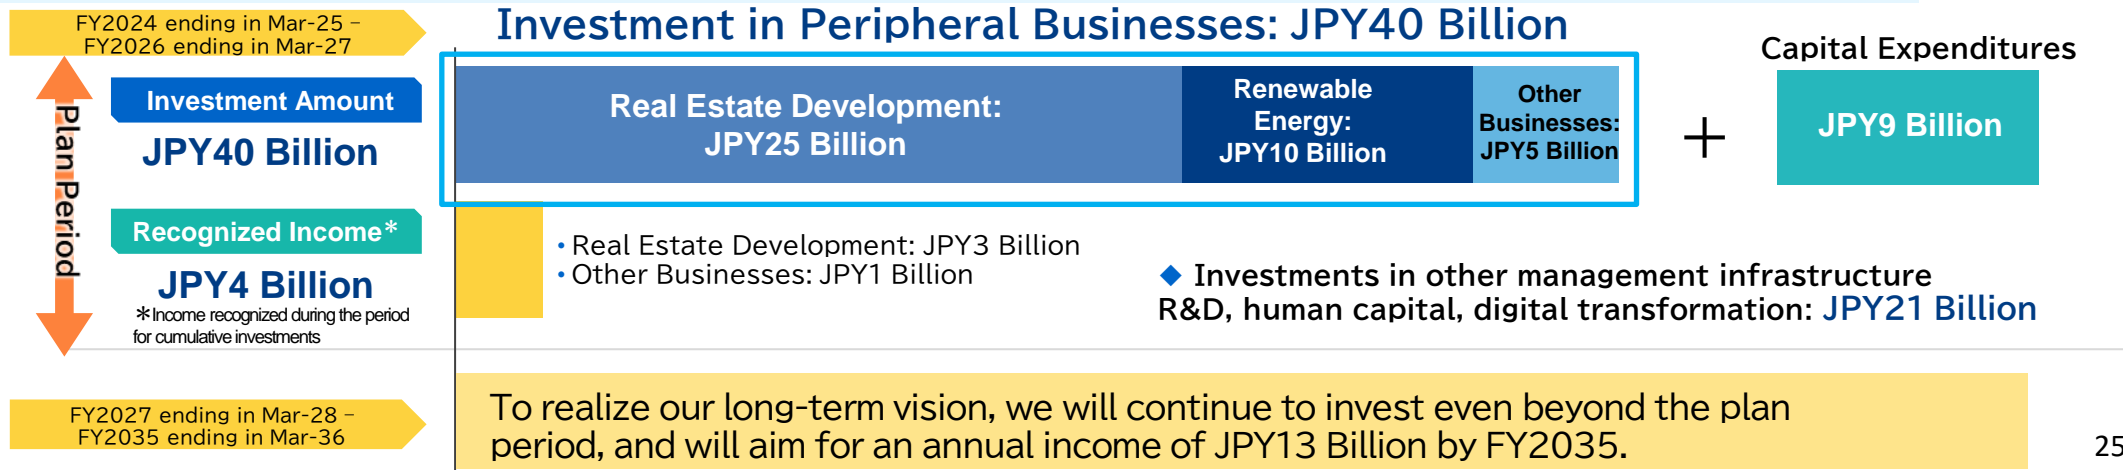 FY2024 ending in Mar-25 –
FY2026 ending in Mar-27
Investment in Peripheral Businesses: JPY40 Billion
Capital Expenditures
Plan Period
Investment Amount
JPY40 Billion
Real Estate Development:
JPY25 Billion
Renewable
Energy:
JPY10 Billion
Other
Businesses:
JPY5 Billion
+
JPY9 Billion
Recognized Income*
JPY4 Billion
*Income recognized during the period
for cumulative investments
• Real Estate Development: JPY3 Billion
• Other Businesses: JPY1 Billion
◆ Investments in other management infrastructure
R&D, human capital, digital transformation: JPY21 Billion
FY2027 ending in Mar-28 –
FY2035 ending in Mar-36
To realize our long-term vision, we will continue to invest even beyond the plan
period, and will aim for an annual income of JPY13 Billion by FY2035.
25